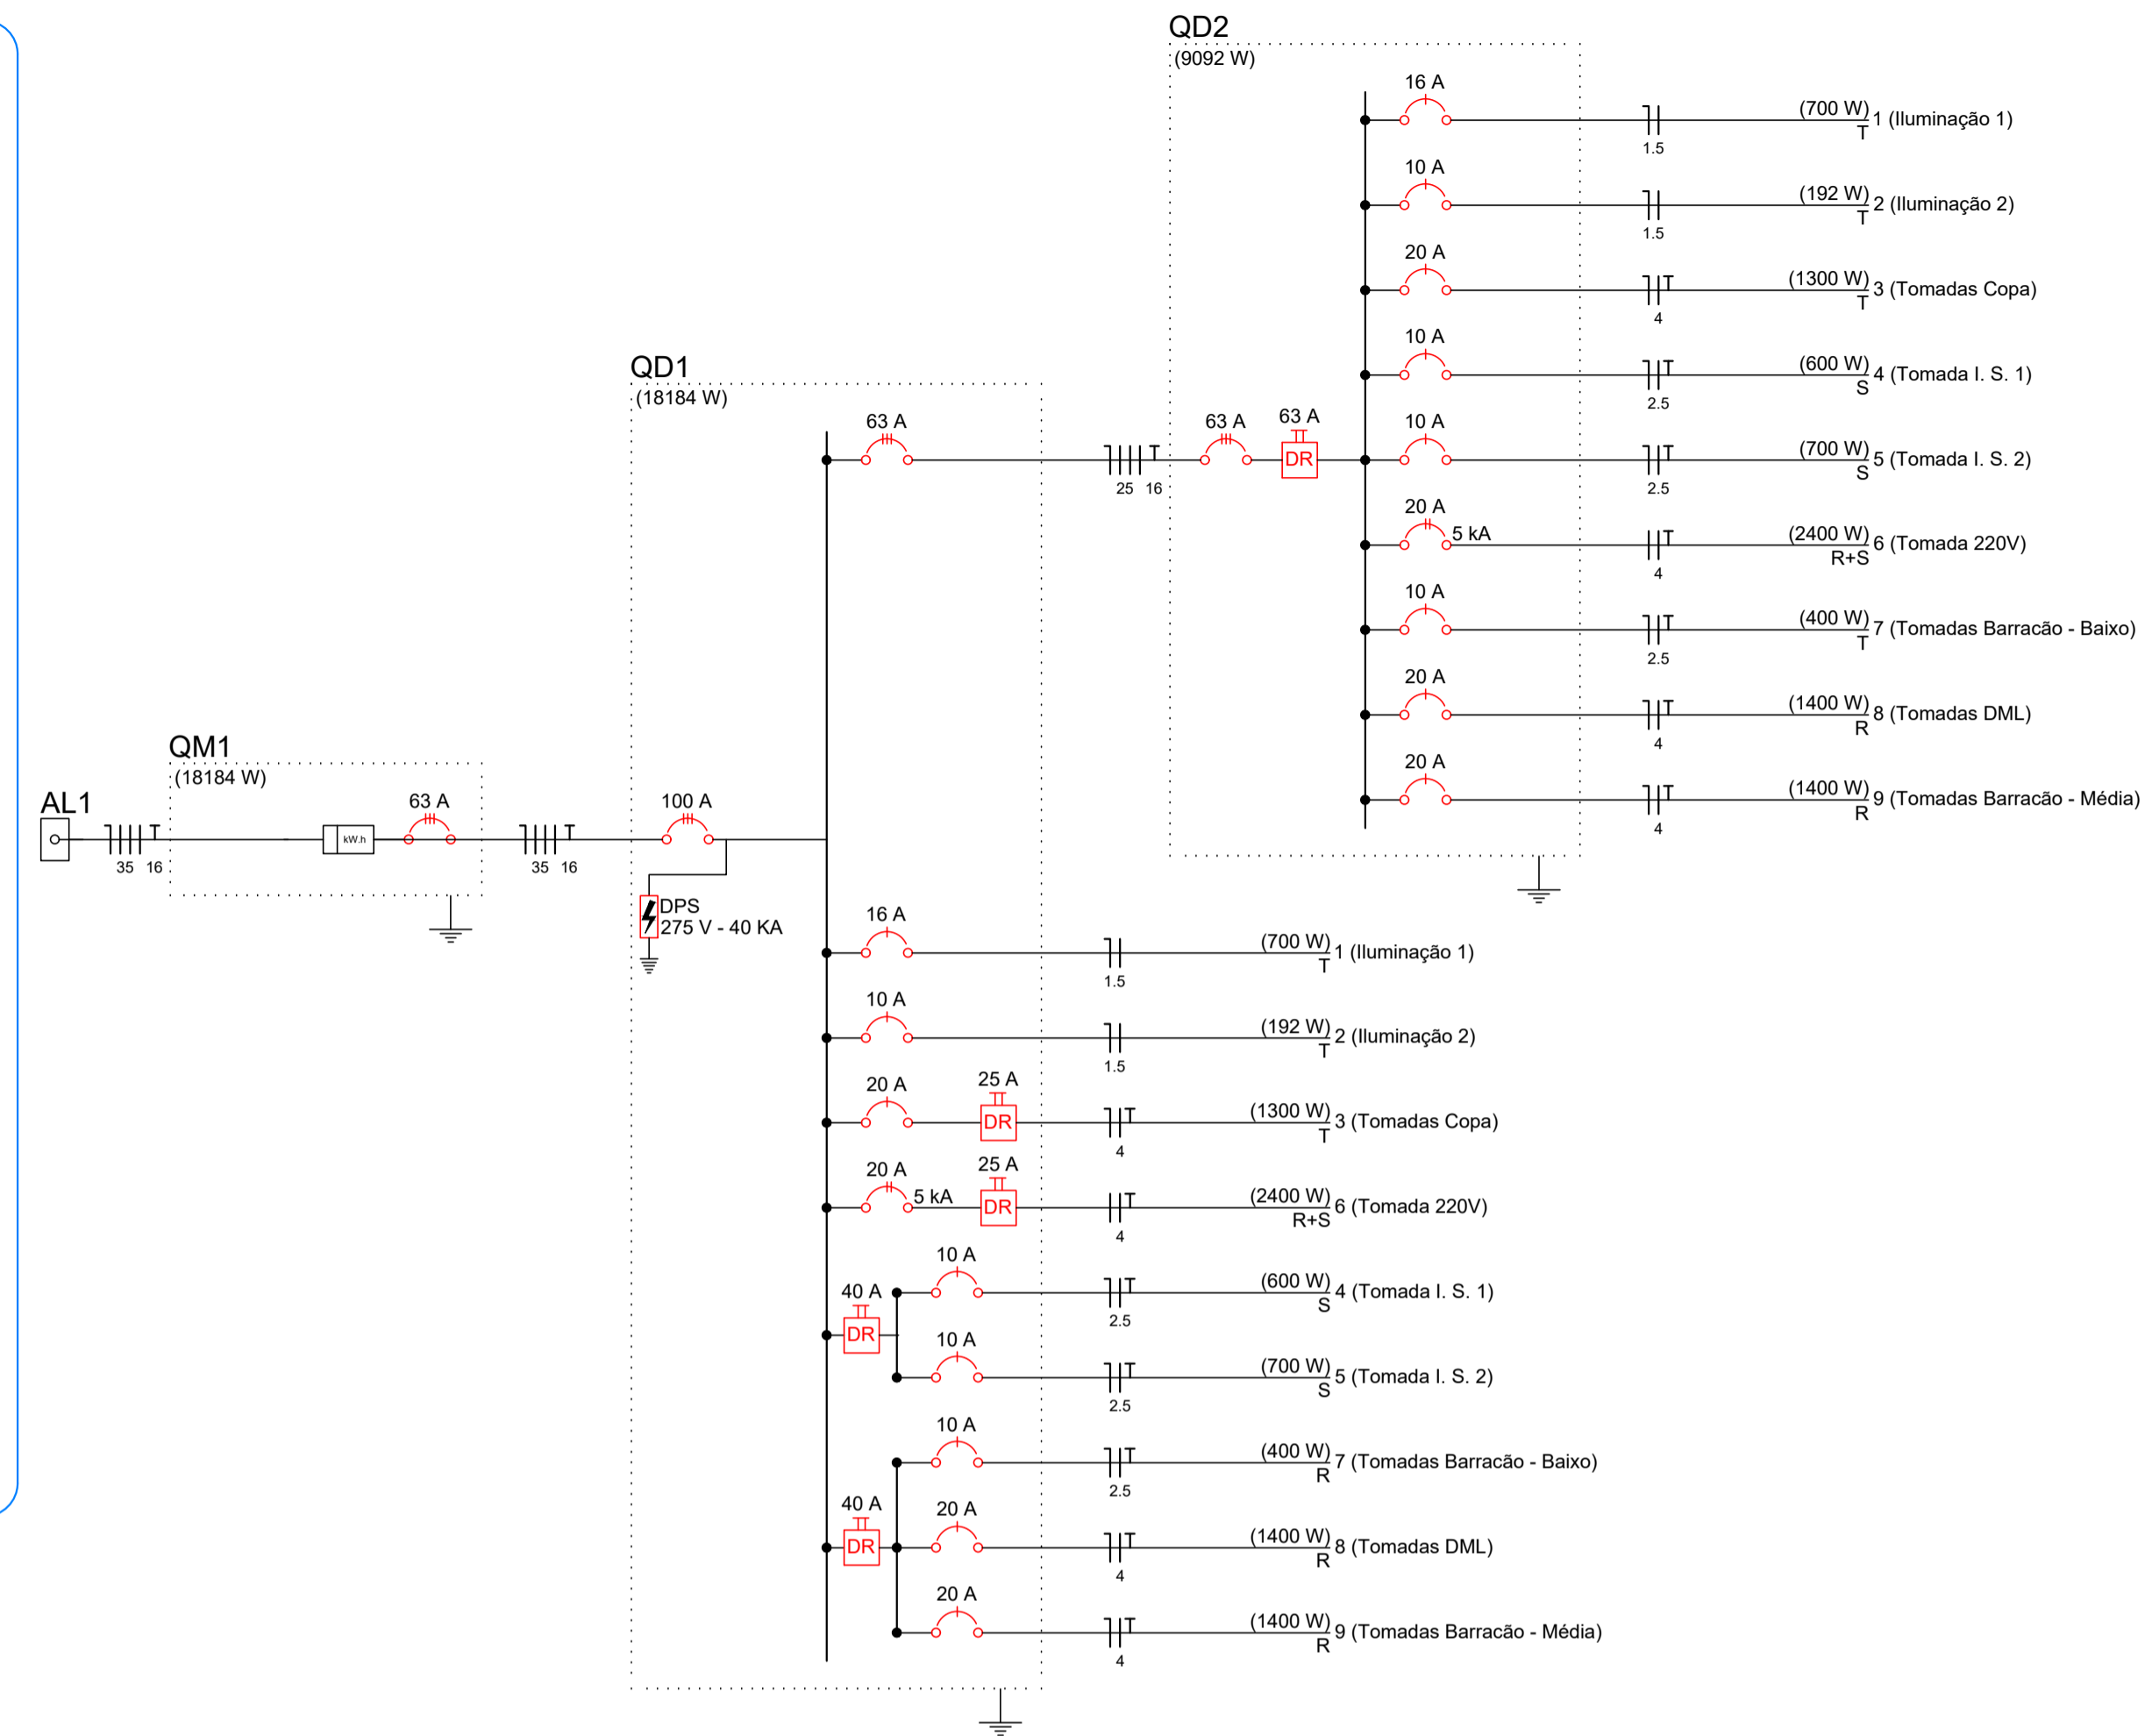 QD2
(9092 W)
16 A
(700 W)
1 (Iluminação 1)
T
1.5
10 A
(192 W)
2 (Iluminação 2)
T
1.5
20 A
(1300 W)
3 (Tomadas Copa)
T
4
10 A
(600 W)
4 (Tomada I. S. 1)
S
2.5
63 A
63 A
DR
10 A
(700 W)
5 (Tomada I. S. 2)
S
2.5
20 A
5 kA
(2400 W)
6 (Tomada 220V)
R+S
4
10 A
(400 W)
7 (Tomadas Barracão - Baixo)
T
2.5
20 A
(1400 W)
8 (Tomadas DML)
R
4
20 A
(1400 W)
9 (Tomadas Barracão - Média)
R
4
QD1
(18184 W)
63 A
25 16
QM1
(18184 W)
AL1
35 16
kW.h
63 A
35 16
100 A
DPS
275 V - 40 KA
16 A
(700 W)
1 (Iluminação 1)
T
1.5
10 A
(192 W)
2 (Iluminação 2)
T
1.5
20 A
25 A
DR
(1300 W)
3 (Tomadas Copa)
T
4
20 A
5 kA
25 A
DR
(2400 W)
6 (Tomada 220V)
R+S
4
40 A
DR
10 A
(600 W)
4 (Tomada I. S. 1)
S
2.5
10 A
(700 W)
5 (Tomada I. S. 2)
S
2.5
40 A
DR
10 A
(400 W)
7 (Tomadas Barracão - Baixo)
R
2.5
20 A
(1400 W)
8 (Tomadas DML)
R
4
20 A
(1400 W)
9 (Tomadas Barracão - Média)
R
4